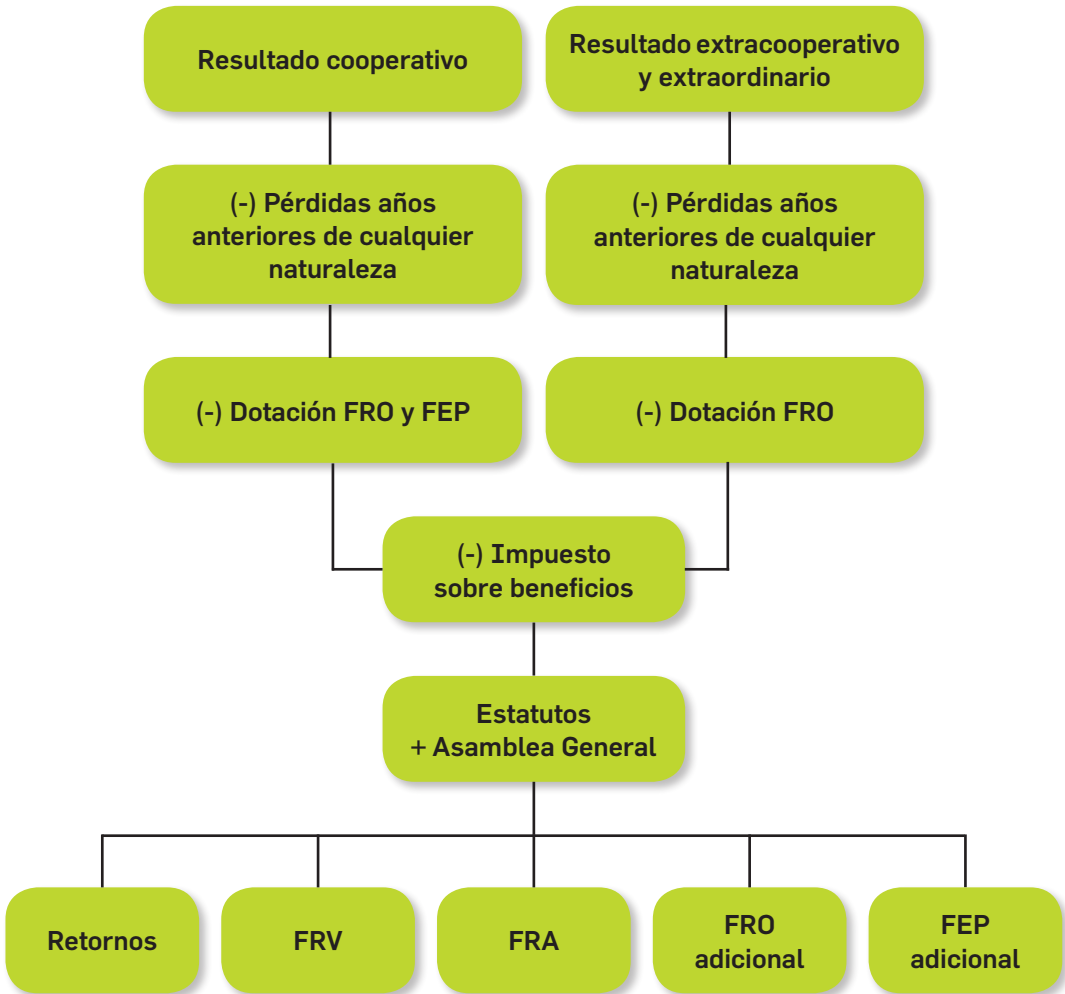 Resultado cooperativo
Resultado extracooperativo
y extraordinario
(-) Pérdidas años
anteriores de cualquier
naturaleza
(-) Pérdidas años
anteriores de cualquier
naturaleza
(-) Dotación FRO y FEP
(-) Dotación FRO
(-) Impuesto
sobre beneficios
Estatutos
+ Asamblea General
Retornos
FRV
FRA
FRO
adicional
FEP
adicional